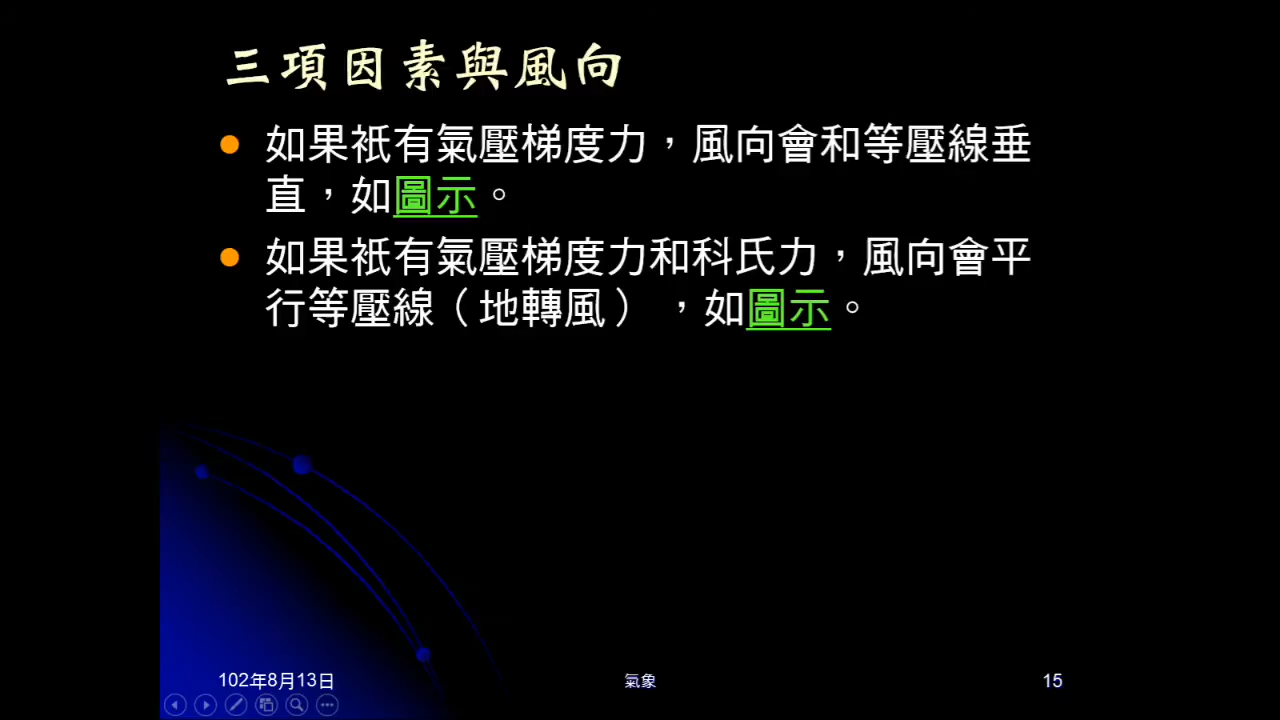 三項因素與風向
如果祇有氣壓梯度力，風向會和等壓線垂
直，如圖示。
如果祇有氣壓梯度力和科氏力，風向會平
行等壓線（地轉風），如圖示。
102年8月13日
氣象
15